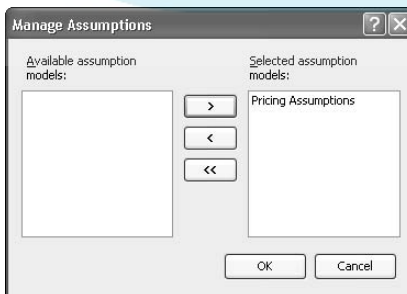 Manage Assumptions
? X
Available assumption
models:
Selected assumption
models:
Pricing Assumptions
>
<
<<
OK
Cancel